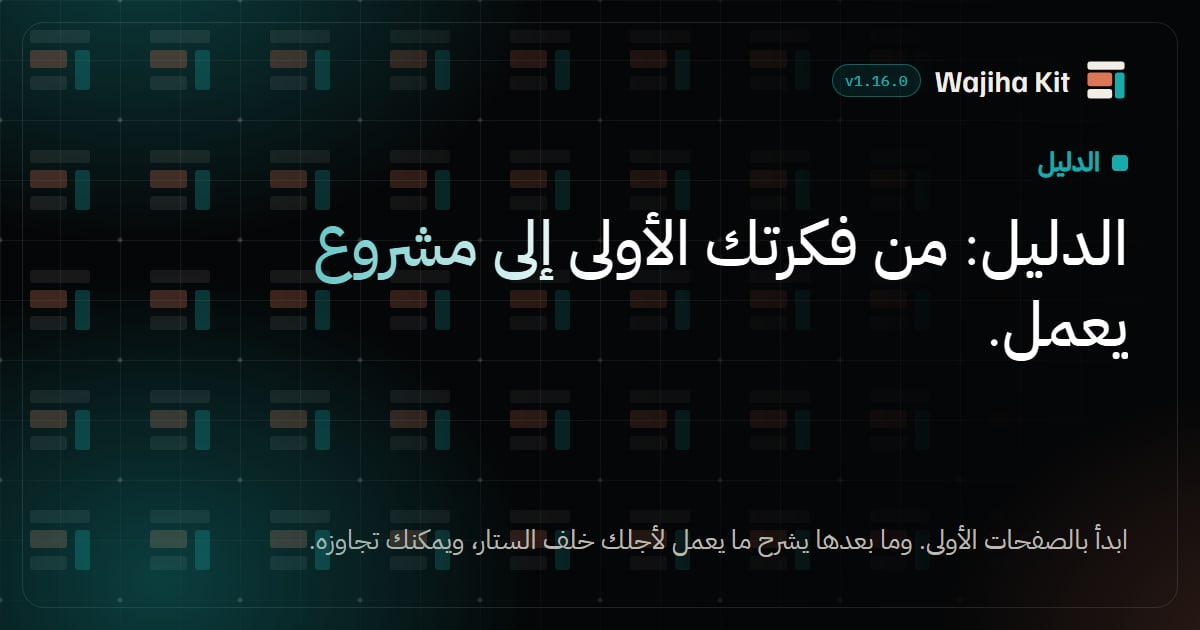 Wajiha Kit v1.16.0
الدليل
الدليل: من فكرتك الأولى إلى مشروع
يعمل.
ابدأ بالصفحات الأولى. وما بعدها يشرح ما يعمل لأجلك خلف الستار، ويمكنك تجاوزه.